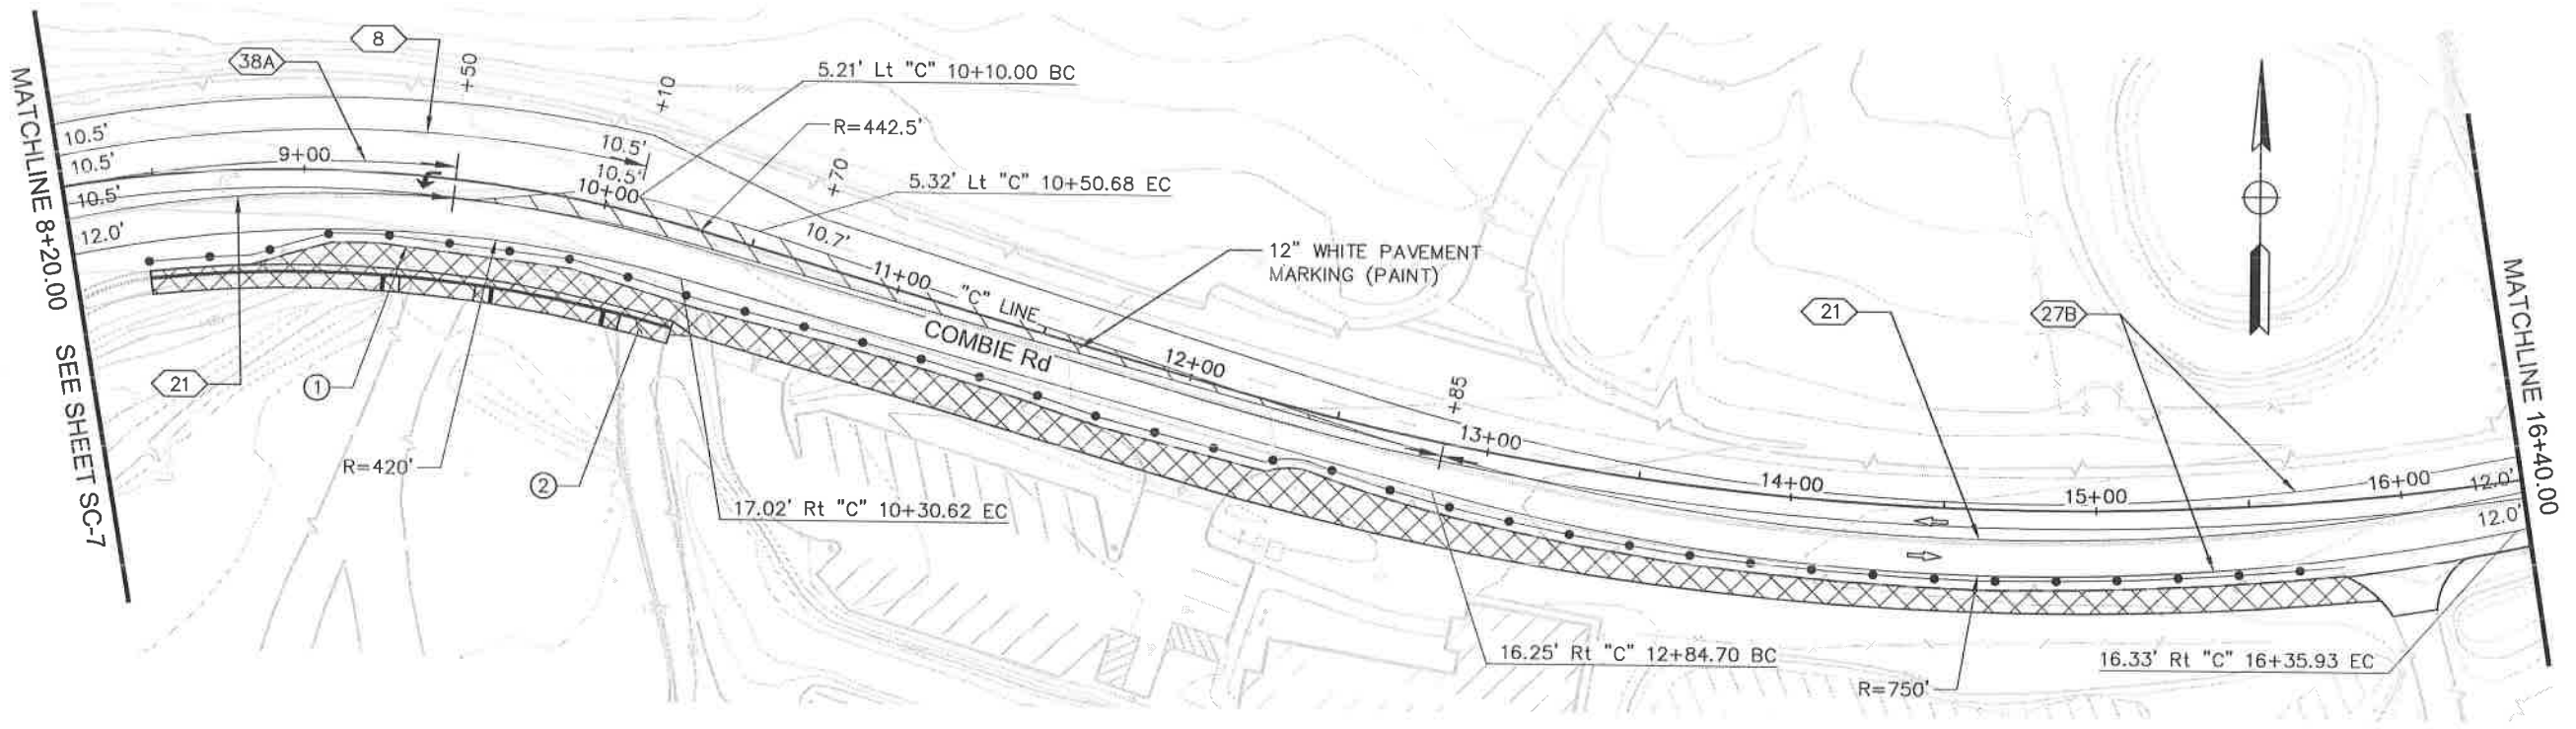 MATCHLINE 8+20.00 SEE SHEET SC-7
8
38A
+50
+10
5.21' Lt "C" 10+10.00 BC
R=442.5'
10.5'
10.5'
10.5'
12.0'
9+00
10.5'
10.5'
10+00
+70
5.32' Lt "C" 10+50.68 EC
10.7'
11+00
"C" LINE
COMBIE Rd
12" WHITE PAVEMENT
MARKING (PAINT)
12+00
+85
13+00
21
27B
14+00
15+00
16+00
12.0'
12.0'
MATCHLINE 16+40.00
21
1
R=420'
2
17.02' Rt "C" 10+30.62 EC
16.25' Rt "C" 12+84.70 BC
R=750'
16.33' Rt "C" 16+35.93 EC